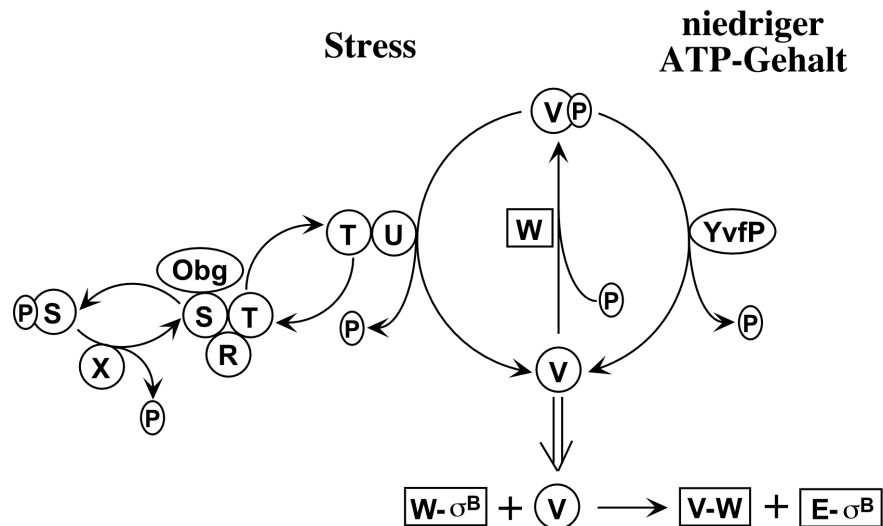 Stress
niedriger
ATP-Gehalt
V P
W
P
T U
YvfP
Obg
P S
S T
R
X
P
P
P
V
W- σᴮ + V → V-W + E- σᴮ